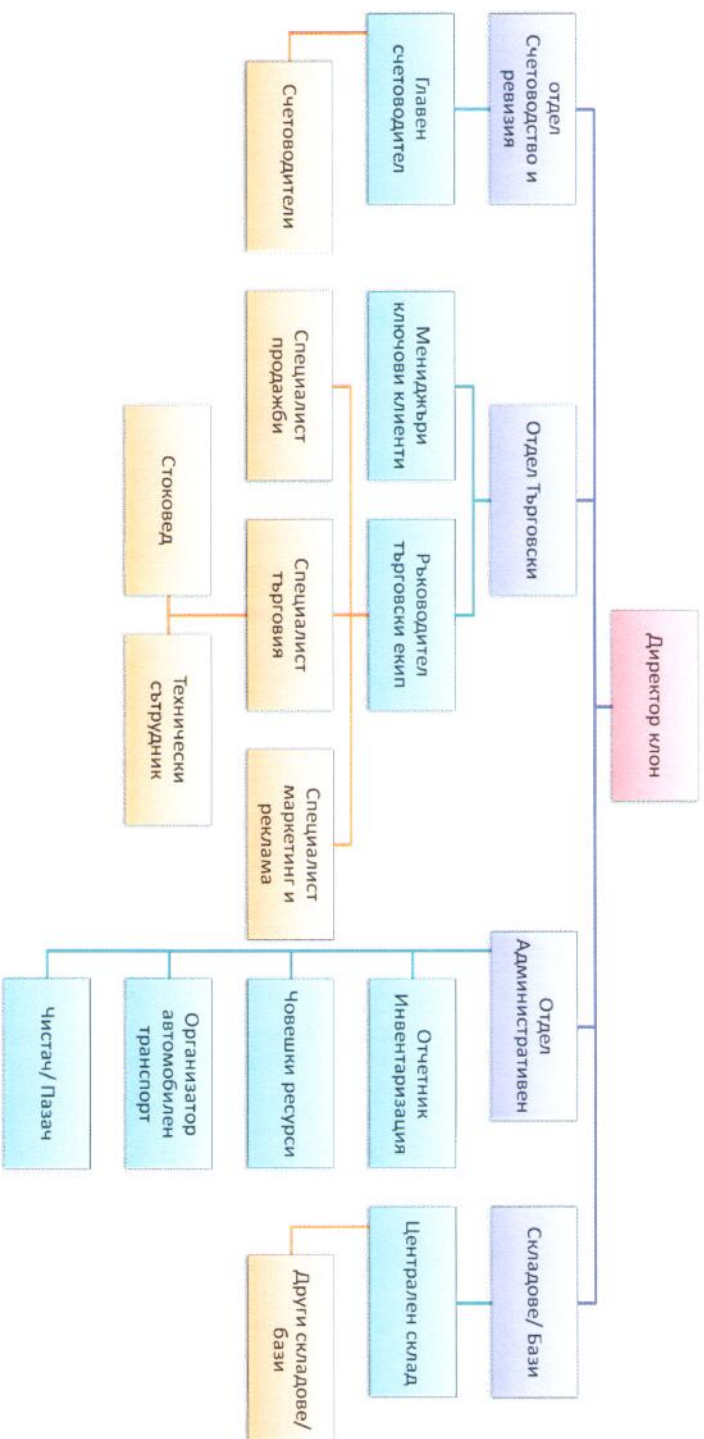 Директор клон
отдел
Счетоводство и
ревизия
Отдел Търговски
Отдел
Административен
Складове/ Бази
Главен
счетоводител
Мениджъри
ключови клиенти
Ръководител
търговски екип
Отчетник
Инвентаризация
Централен склад
Счетоводители
Специалист
продажби
Специалист
търговия
Специалист
маркетинг и
реклама
Човешки ресурси
Други складове/
бази
Стоковед
Технически
сътрудник
Организатор
автомобилен
транспорт
Чистач/ Пазач